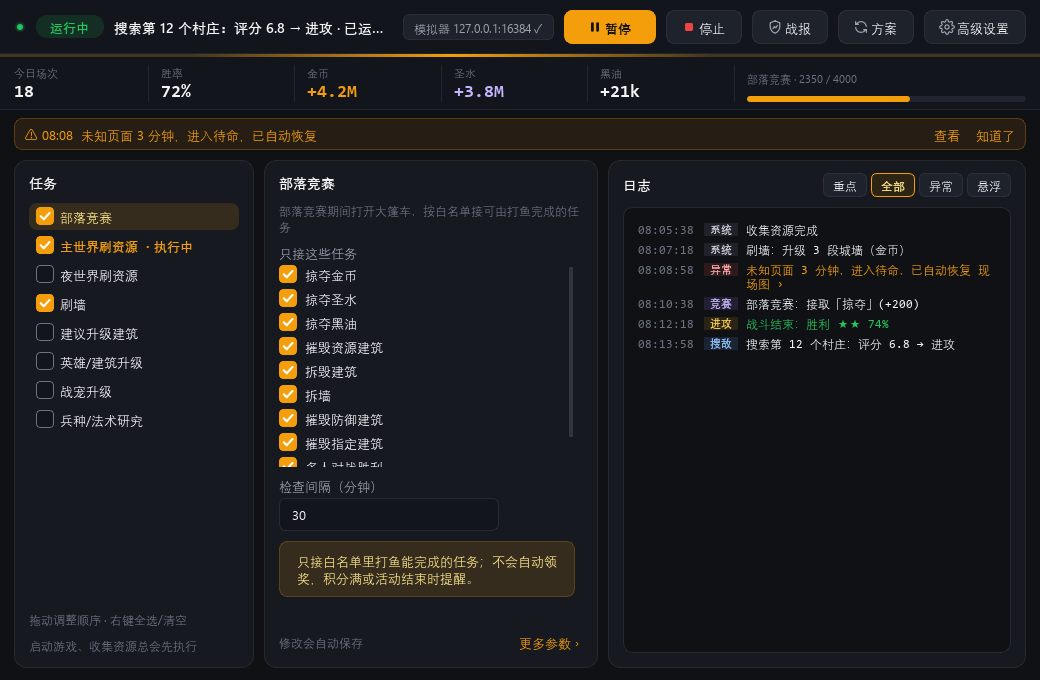 运行中 搜索第 12 个村庄：评分 6.8 → 进攻 · 已运… 模拟器 127.0.0.1:16384 ✓ 暂停 停止 战报 方案 高级设置
今日场次 胜率 金币 圣水 黑油 部落竞赛 · 2350 / 4000
18 72% +4.2M +3.8M +21k
08:08 未知页面 3 分钟，进入待命，已自动恢复 查看 知道了
任务
部落竞赛
主世界刷资源 · 执行中
夜世界刷资源
刷墙
建议升级建筑
英雄/建筑升级
战宠升级
兵种/法术研究
拖动调整顺序 · 右键全选/清空
启动游戏、收集资源总会先执行
部落竞赛
部落竞赛期间打开大篷车、按白名单接可由打鱼完成的任
务
只接这些任务
掠夺金币
掠夺圣水
掠夺黑油
摧毁资源建筑
拆毁建筑
拆墙
摧毁防御建筑
摧毁指定建筑
多人对战胜利
检查间隔（分钟）
30
只接白名单里打鱼能完成的任务；不会自动领
奖，积分满或活动结束时提醒。
修改会自动保存 更多参数 ›
日志 重点 全部 异常 悬浮
08:05:38 系统 收集资源完成
08:07:18 系统 刷墙：升级 3 段城墙（金币）
08:08:58 异常 未知页面 3 分钟，进入待命，已自动恢复 现
场图 ›
08:10:38 竞赛 部落竞赛：接取「掠夺」(+200)
08:12:18 进攻 战斗结束：胜利 ★★ 74%
08:13:58 搜敌 搜索第 12 个村庄：评分 6.8 → 进攻